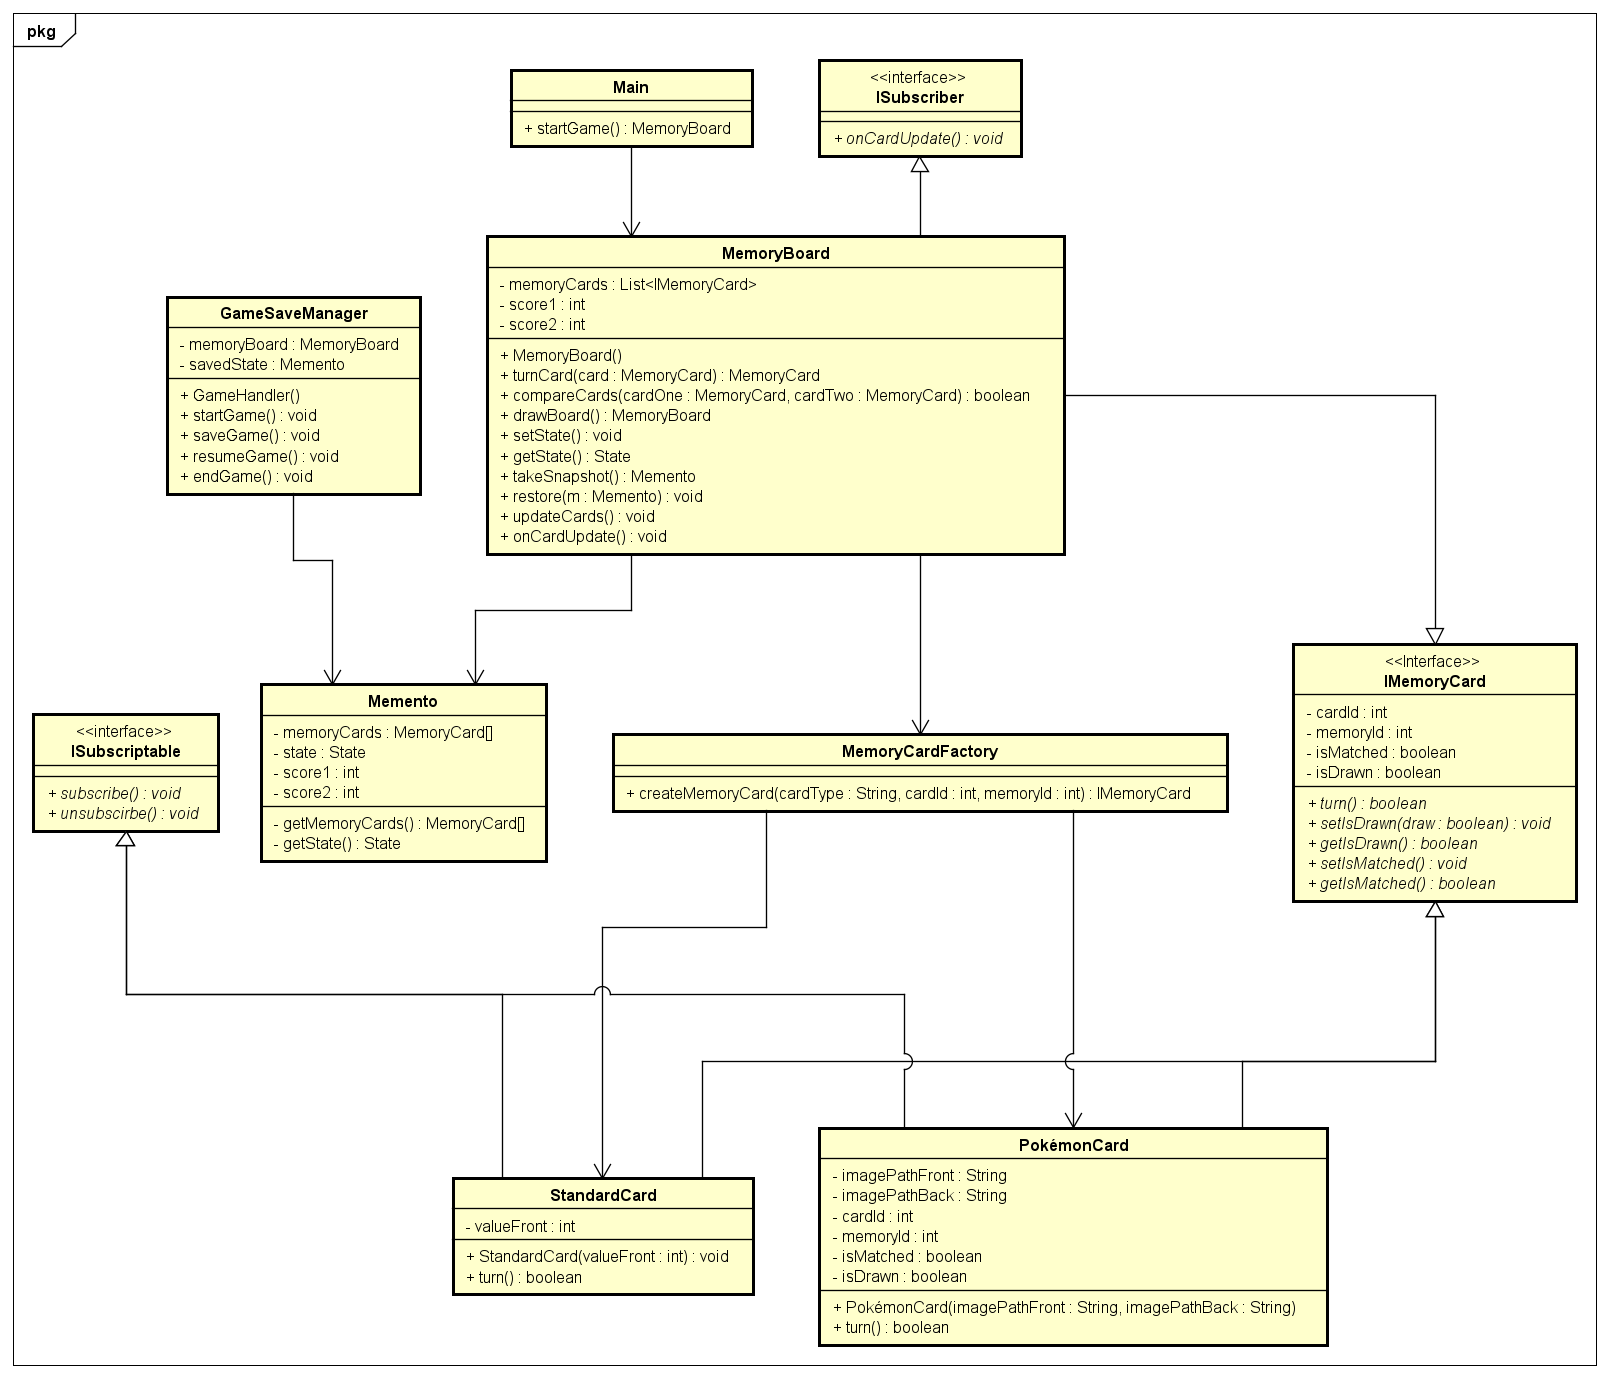 pkg
Main
+ startGame() : MemoryBoard
<<interface>>
ISubscriber
+ onCardUpdate() : void
MemoryBoard
- memoryCards : List<IMemoryCard>
- score1 : int
- score2 : int
+ MemoryBoard()
+ turnCard(card : MemoryCard) : MemoryCard
+ compareCards(cardOne : MemoryCard, cardTwo : MemoryCard) : boolean
+ drawBoard() : MemoryBoard
+ setState() : void
+ getState() : State
+ takeSnapshot() : Memento
+ restore(m : Memento) : void
+ updateCards() : void
+ onCardUpdate() : void
GameSaveManager
- memoryBoard : MemoryBoard
- savedState : Memento
+ GameHandler()
+ startGame() : void
+ saveGame() : void
+ resumeGame() : void
+ endGame() : void
<<Interface>>
IMemoryCard
- cardId : int
- memoryId : int
- isMatched : boolean
- isDrawn : boolean
+ turn() : boolean
+ setIsDrawn(draw : boolean) : void
+ getIsDrawn() : boolean
+ setIsMatched() : void
+ getIsMatched() : boolean
Memento
- memoryCards : MemoryCard[]
- state : State
- score1 : int
- score2 : int
- getMemoryCards() : MemoryCard[]
- getState() : State
<<interface>>
ISubscriptable
+ subscribe() : void
+ unsubscirbe() : void
MemoryCardFactory
+ createMemoryCard(cardType : String, cardId : int, memoryId : int) : IMemoryCard
StandardCard
- valueFront : int
+ StandardCard(valueFront : int) : void
+ turn() : boolean
PokémonCard
- imagePathFront : String
- imagePathBack : String
- cardId : int
- memoryId : int
- isMatched : boolean
- isDrawn : boolean
+ PokémonCard(imagePathFront : String, imagePathBack : String)
+ turn() : boolean